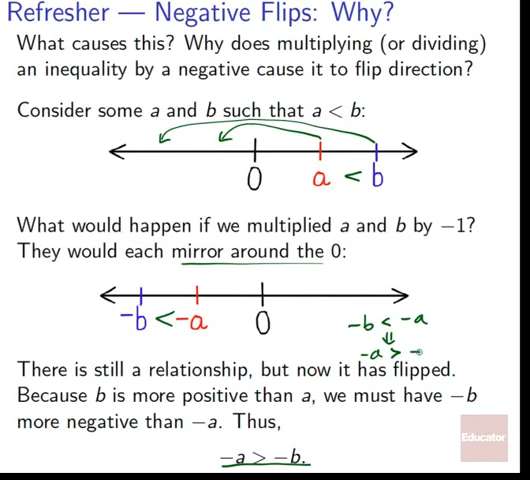 Refresher — Negative Flips: Why?
What causes this? Why does multiplying (or dividing)
an inequality by a negative cause it to flip direction?
Consider some a and b such that a < b:
0 a < b
What would happen if we multiplied a and b by −1?
They would each mirror around the 0:
-b < -a 0
-b < -a
⇓
-a > -
There is still a relationship, but now it has flipped.
Because b is more positive than a, we must have −b
more negative than −a. Thus,
Educator
−a > −b.